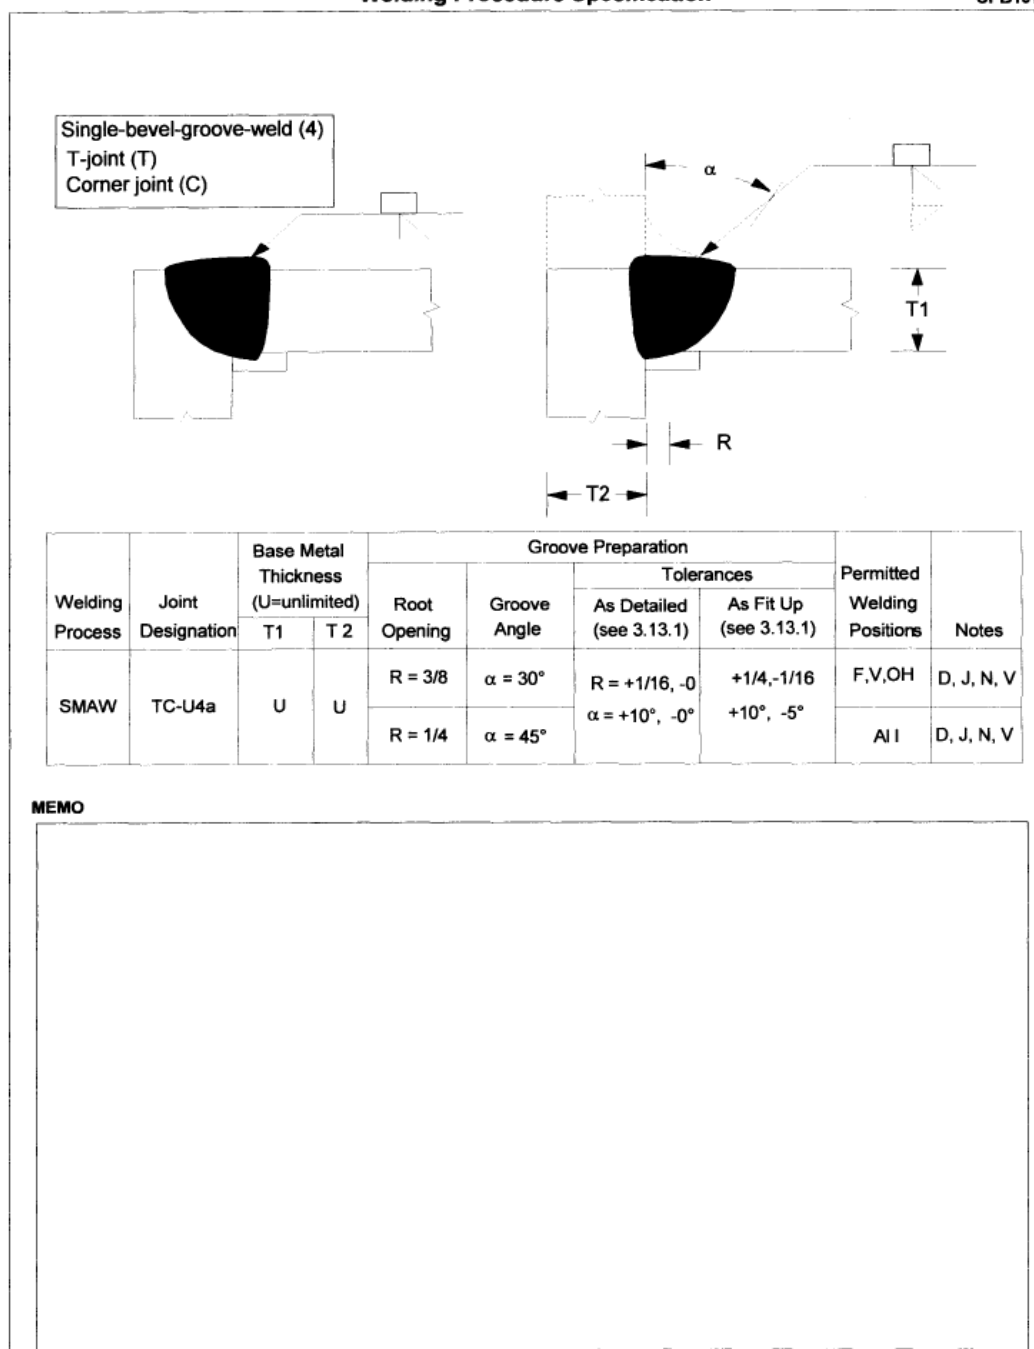 Single-bevel-groove-weld (4)
T-joint (T)
Corner joint (C)
α
T1
R
T2
Welding Process
Joint Designation
Base Metal Thickness (U=unlimited)
T1
T 2
Groove Preparation
Root Opening
Groove Angle
Tolerances
As Detailed (see 3.13.1)
As Fit Up (see 3.13.1)
Permitted Welding Positions
Notes
SMAW
TC-U4a
U
U
R = 3/8
α = 30°
R = +1/16, -0
+1/4,-1/16
F,V,OH
D, J, N, V
α = +10°, -0°
+10°, -5°
R = 1/4
α = 45°
All
D, J, N, V
MEMO